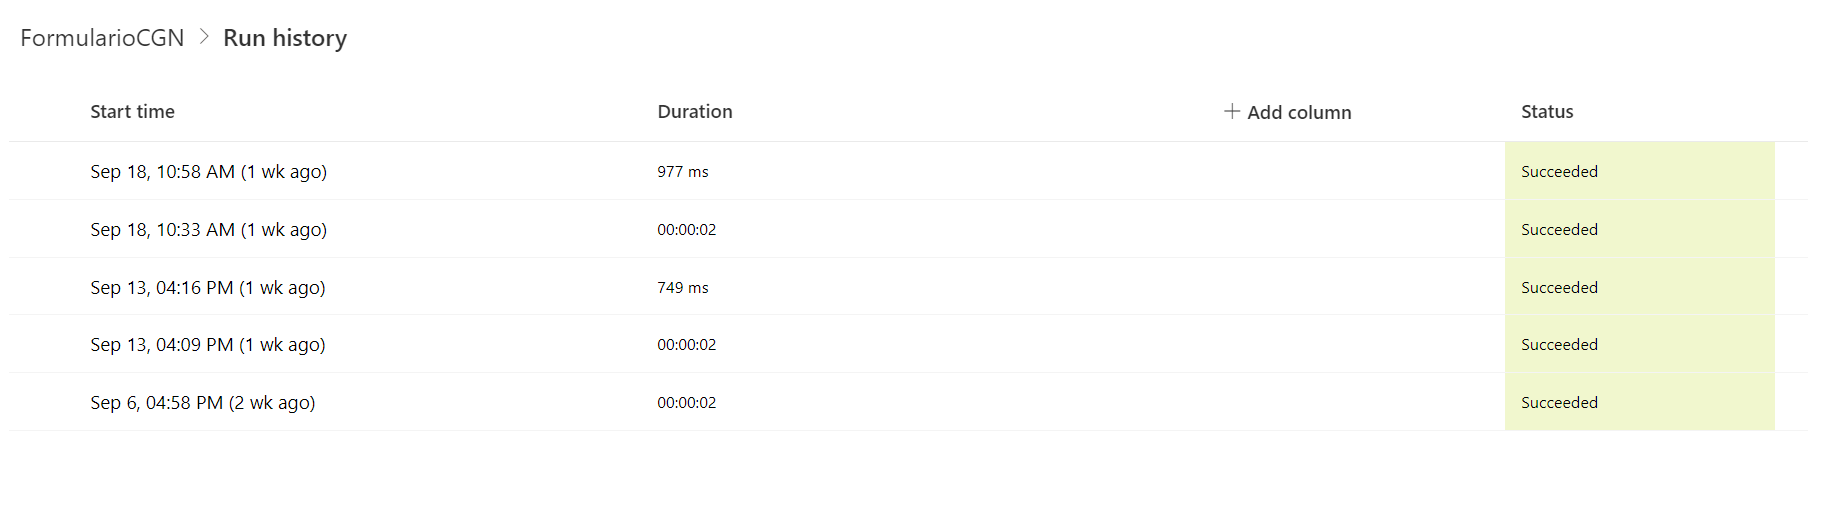 FormularioCGN > Run history
Start time Duration + Add column Status
Sep 18, 10:58 AM (1 wk ago) 977 ms Succeeded
Sep 18, 10:33 AM (1 wk ago) 00:00:02 Succeeded
Sep 13, 04:16 PM (1 wk ago) 749 ms Succeeded
Sep 13, 04:09 PM (1 wk ago) 00:00:02 Succeeded
Sep 6, 04:58 PM (2 wk ago) 00:00:02 Succeeded